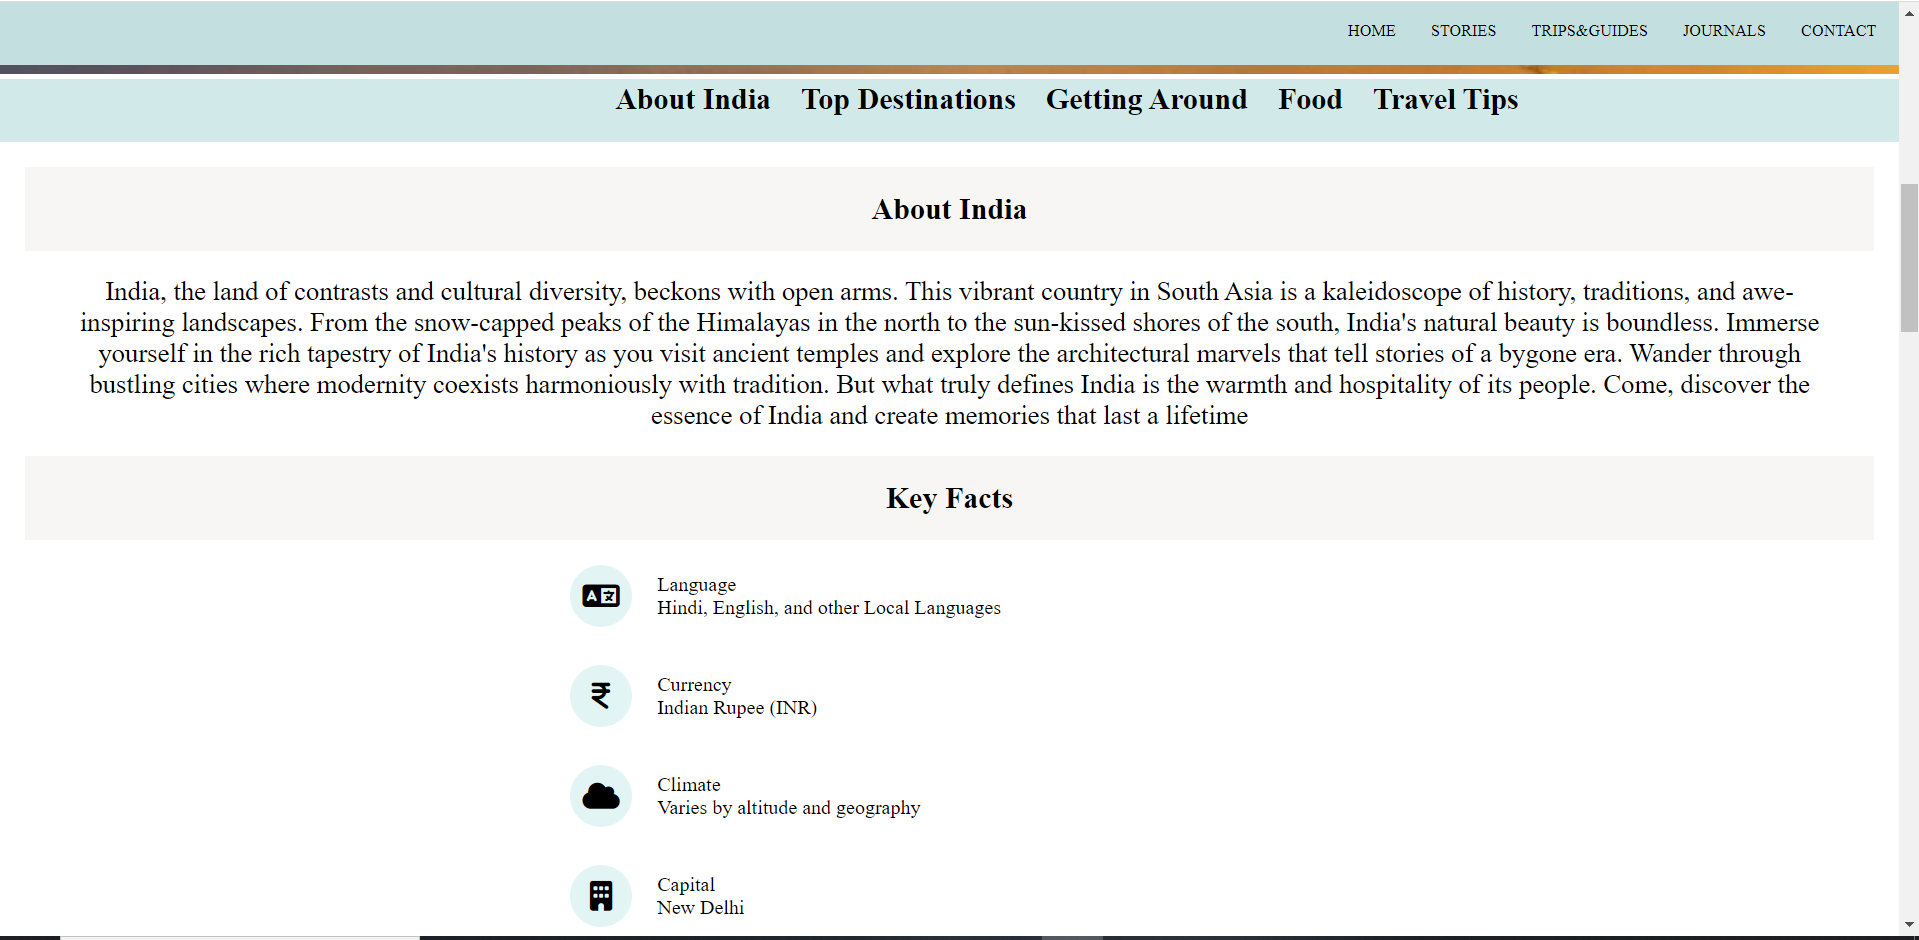 HOME STORIES TRIPS&GUIDES JOURNALS CONTACT
About India Top Destinations Getting Around Food Travel Tips
About India
India, the land of contrasts and cultural diversity, beckons with open arms. This vibrant country in South Asia is a kaleidoscope of history, traditions, and awe-
inspiring landscapes. From the snow-capped peaks of the Himalayas in the north to the sun-kissed shores of the south, India's natural beauty is boundless. Immerse
yourself in the rich tapestry of India's history as you visit ancient temples and explore the architectural marvels that tell stories of a bygone era. Wander through
bustling cities where modernity coexists harmoniously with tradition. But what truly defines India is the warmth and hospitality of its people. Come, discover the
essence of India and create memories that last a lifetime
Key Facts
Language
Hindi, English, and other Local Languages
Currency
₹
Indian Rupee (INR)
Climate
Varies by altitude and geography
Capital
New Delhi